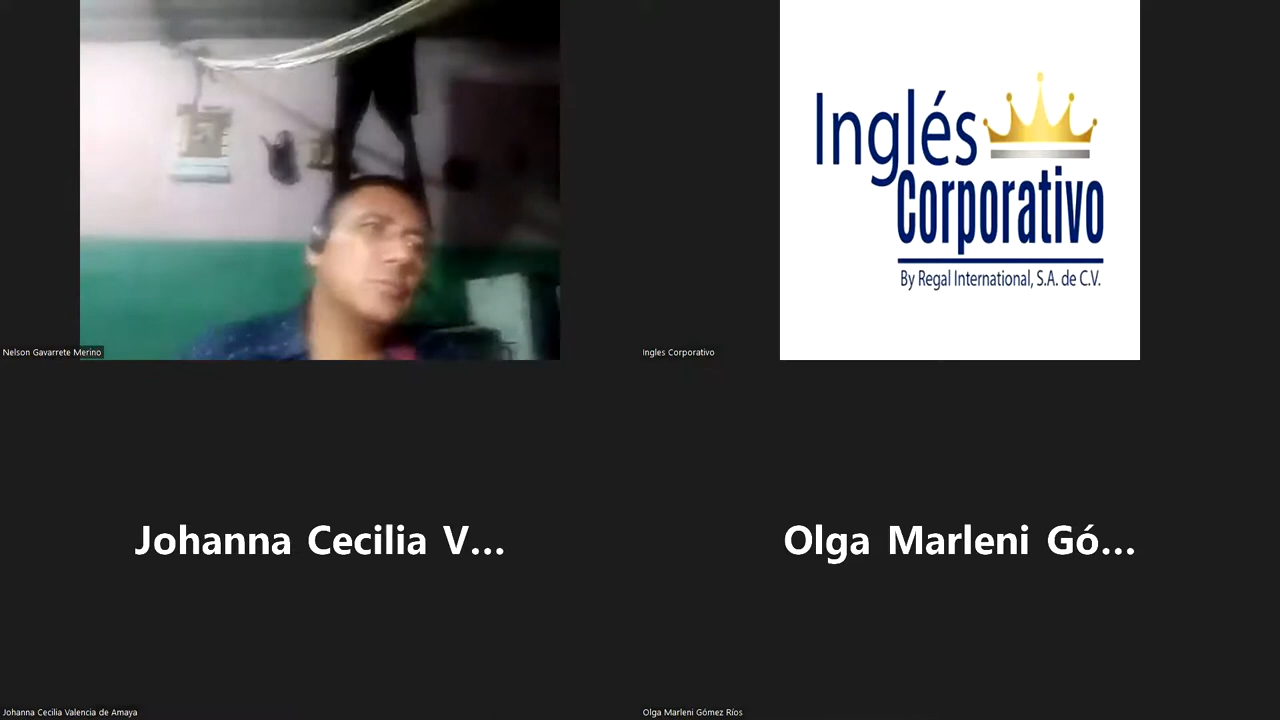 Inglés
Corporativo
By Regal International, S.A. de C.V.
Nelson Gavarrete Merino
Ingles Corporativo
Johanna Cecilia V...
Olga Marleni Gó...
Johanna Cecilia Valencia de Amaya
Olga Marleni Gómez Ríos